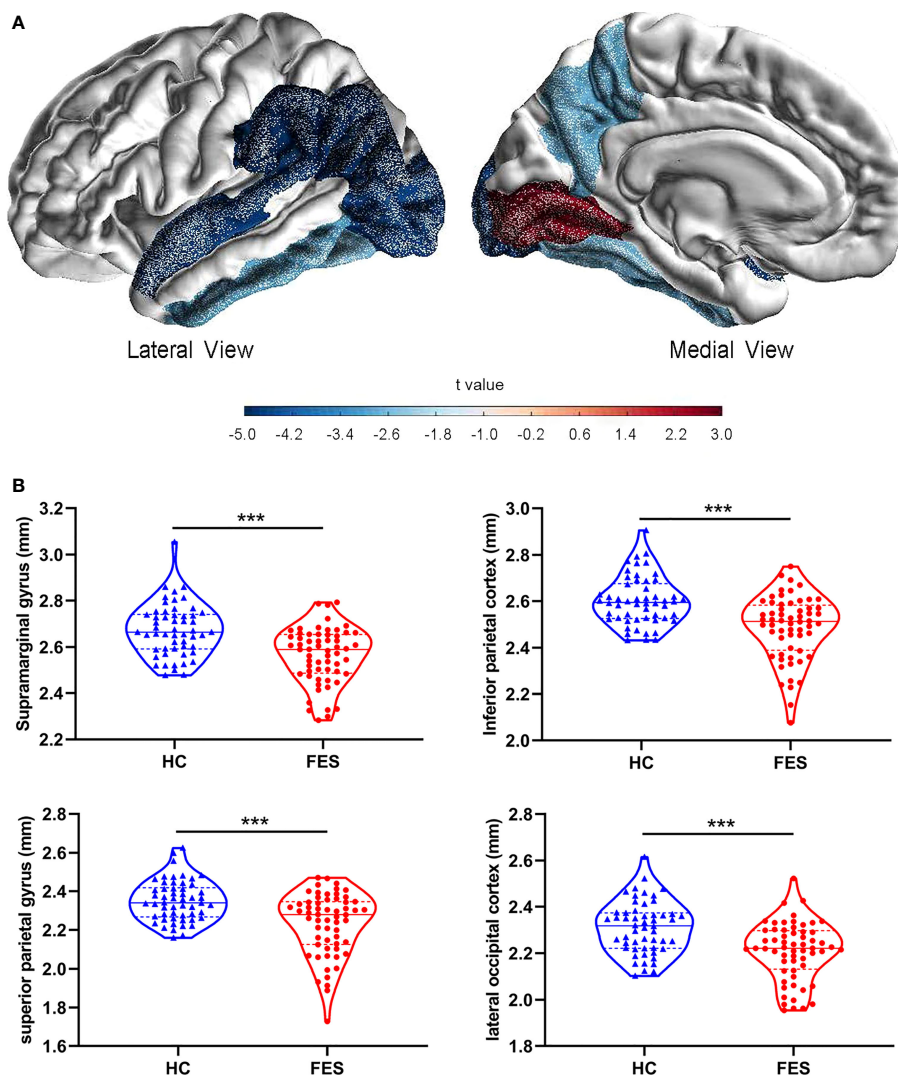 A
Lateral View
Medial View
t value
-5.0 -4.2 -3.4 -2.6 -1.8 -1.0 -0.2 0.6 1.4 2.2 3.0
B
Supramarginal gyrus (mm)
3.2
3.0
2.8
2.6
2.4
2.2
***
HC FES
Inferior parietal cortex (mm)
3.0
2.8
2.6
2.4
2.2
2.0
***
HC FES
superior parietal gyrus (mm)
2.8
2.6
2.4
2.2
2.0
1.8
1.6
***
HC FES
lateral occipital cortex (mm)
2.8
2.6
2.4
2.2
2.0
1.8
***
HC FES